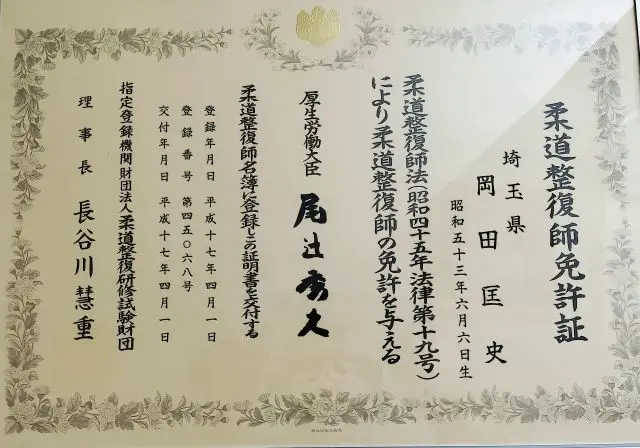 柔道整復師免許証
埼玉県
岡田匡史
昭和五十三年六月六日生
柔道整復師法(昭和四十五年法律第十九号)
により柔道整復師の免許を与える
厚生労働大臣 尾辻秀久
柔道整復師名簿に登録しこの証明書を交付する
登録年月日 平成十七年四月一日
登録番号 第四五〇六八号
交付年月日 平成十七年四月一日
指定登録機関財団法人柔道整復研修試験財団
理事長 長谷川慧重